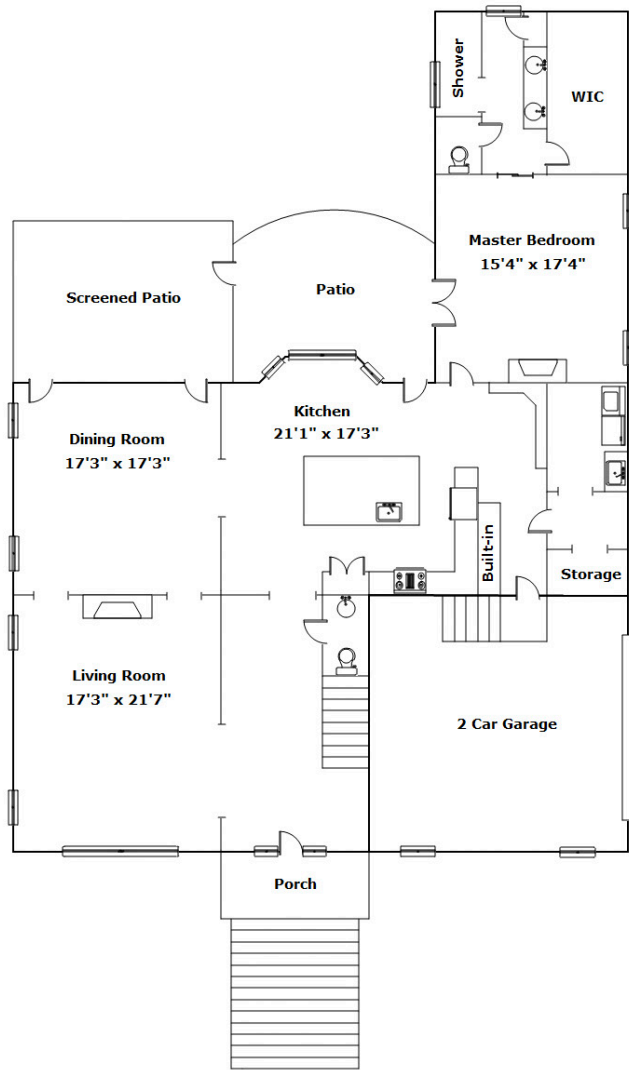 Shower
WIC
Master Bedroom
15'4" x 17'4"
Screened Patio
Patio
Kitchen
21'1" x 17'3"
Dining Room
17'3" x 17'3"
Built-in
Storage
Living Room
17'3" x 21'7"
2 Car Garage
Porch